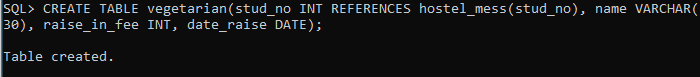 SQL> CREATE TABLE vegetarian(stud_no INT REFERENCES hostel_mess(stud_no), name VARCHAR(
30), raise_in_fee INT, date_raise DATE);
Table created.